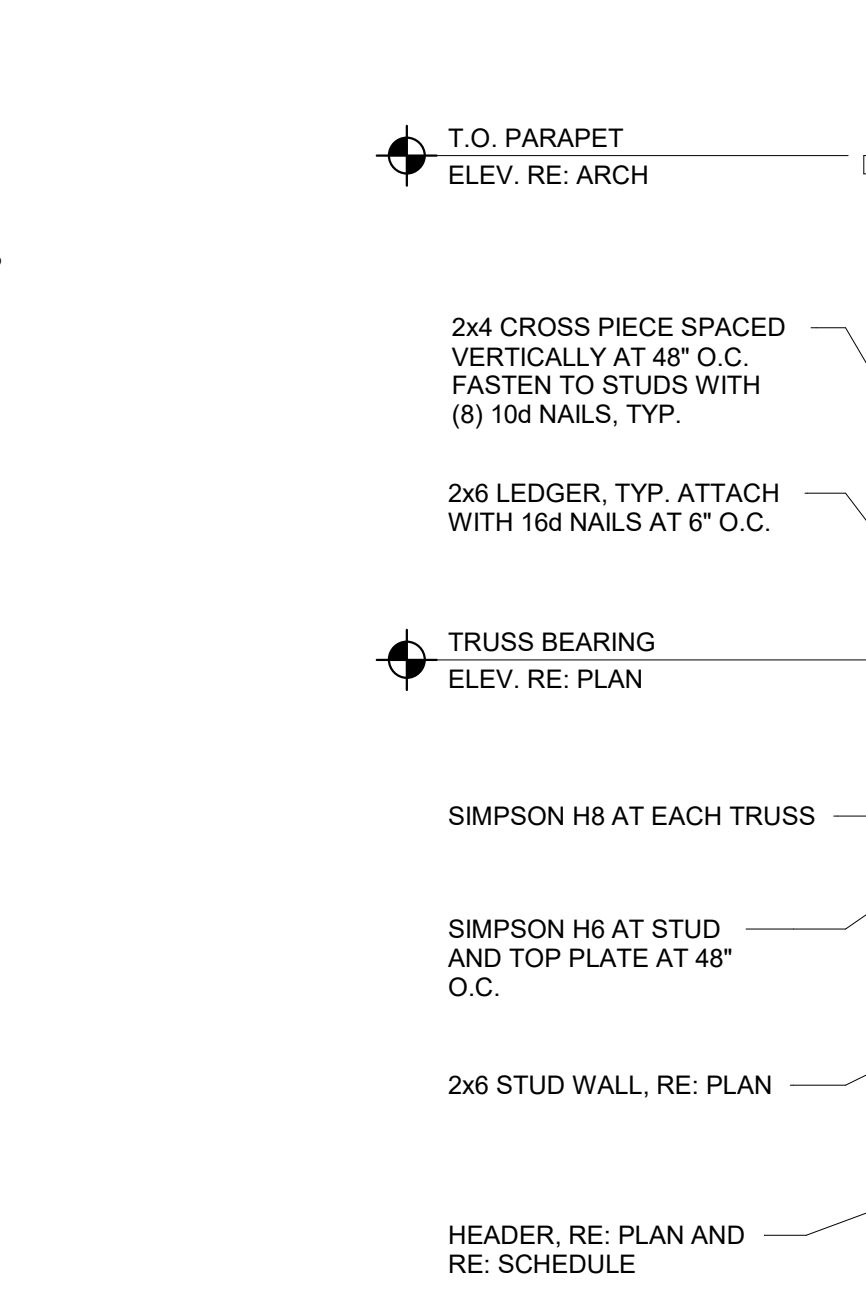 T.O. PARAPET
ELEV. RE: ARCH
2x4 CROSS PIECE SPACED
VERTICALLY AT 48" O.C.
FASTEN TO STUDS WITH
(8) 10d NAILS, TYP.
2x6 LEDGER, TYP. ATTACH
WITH 16d NAILS AT 6" O.C.
TRUSS BEARING
ELEV. RE: PLAN
SIMPSON H8 AT EACH TRUSS
SIMPSON H6 AT STUD
AND TOP PLATE AT 48"
O.C.
2x6 STUD WALL, RE: PLAN
HEADER, RE: PLAN AND
RE: SCHEDULE